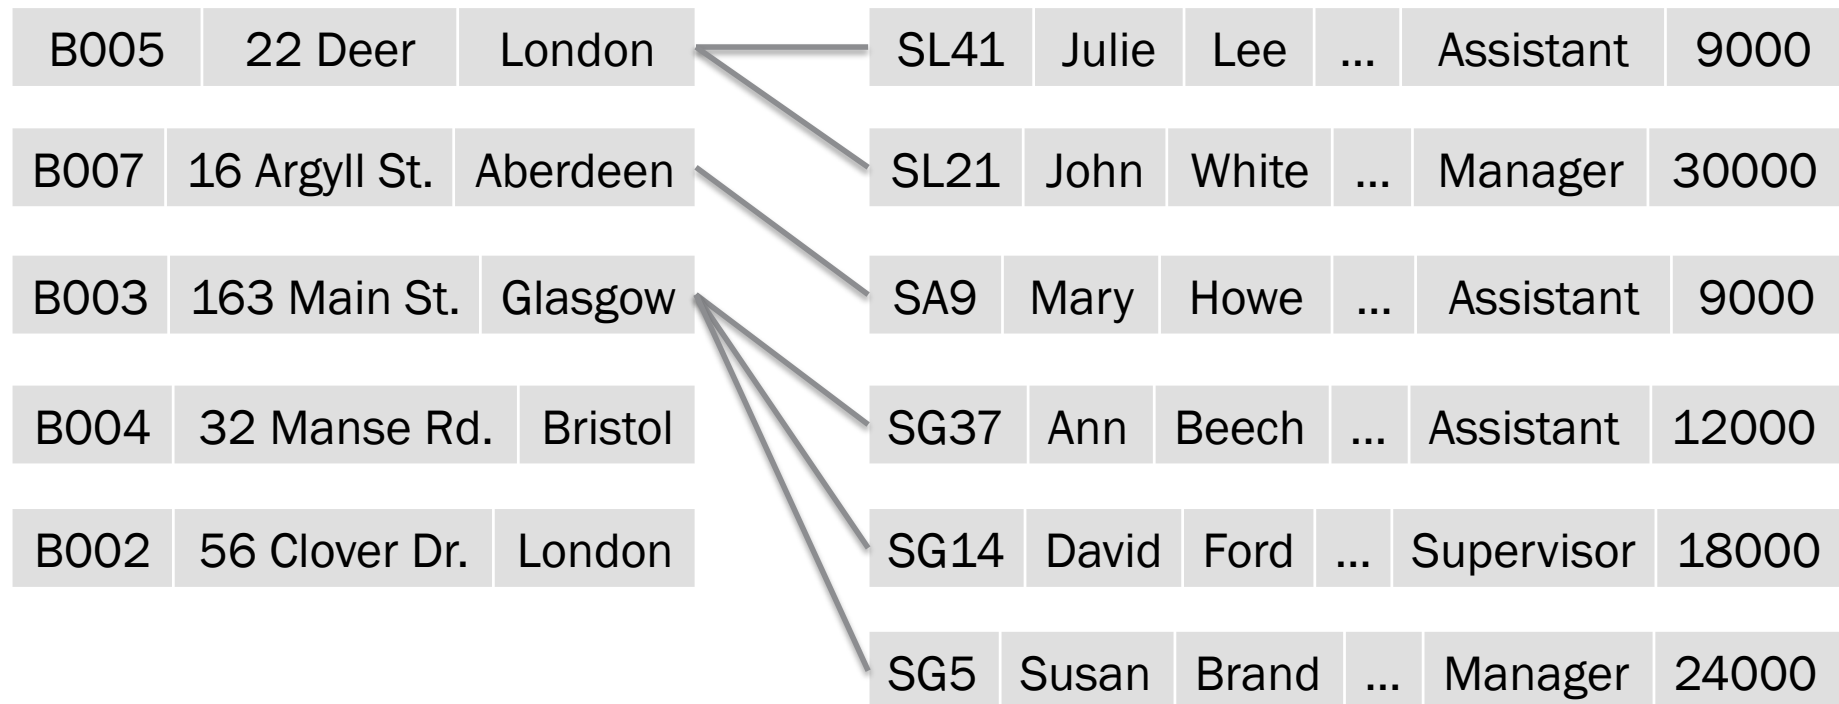 B005 22 Deer London SL41 Julie Lee ... Assistant 9000
B007 16 Argyll St. Aberdeen SL21 John White ... Manager 30000
B003 163 Main St. Glasgow SA9 Mary Howe ... Assistant 9000
B004 32 Manse Rd. Bristol SG37 Ann Beech ... Assistant 12000
B002 56 Clover Dr. London SG14 David Ford ... Supervisor 18000
SG5 Susan Brand ... Manager 24000